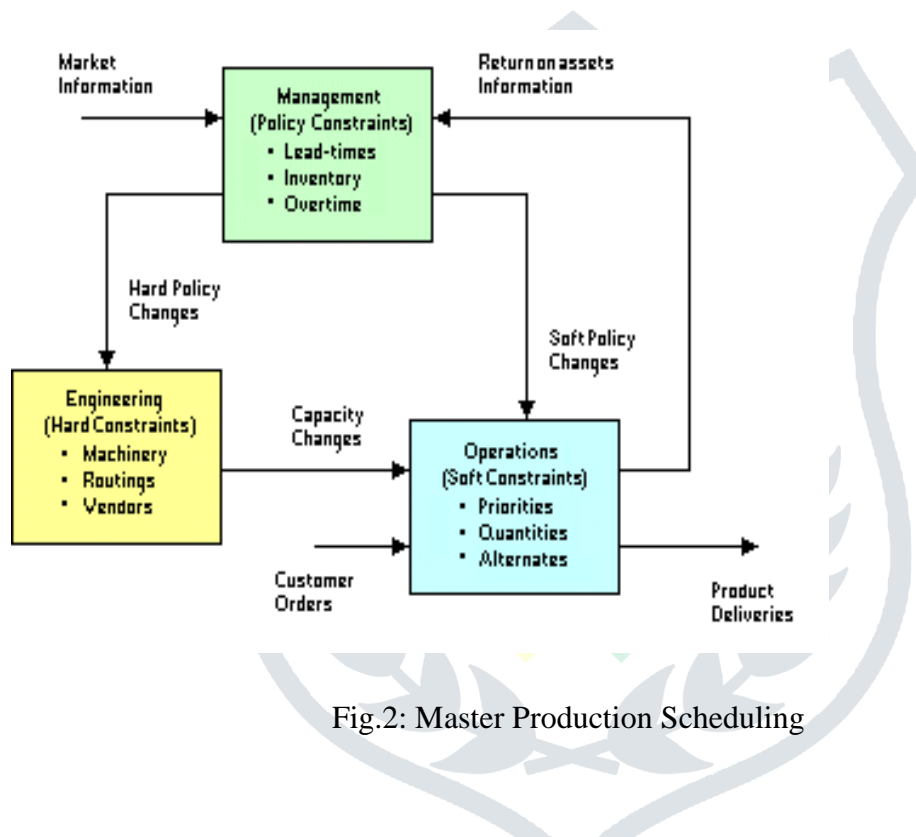 Market
Information
Return on assets
Information
Management
(Policy Constraints)
• Lead-times
• Inventory
• Overtime
Hard Policy
Changes
Soft Policy
Changes
Engineering
(Hard Constraints)
• Machinery
• Routings
• Vendors
Capacity
Changes
Operations
(Soft Constraints)
• Priorities
• Quantities
• Alternates
Customer
Orders
Product
Deliveries
Fig.2: Master Production Scheduling